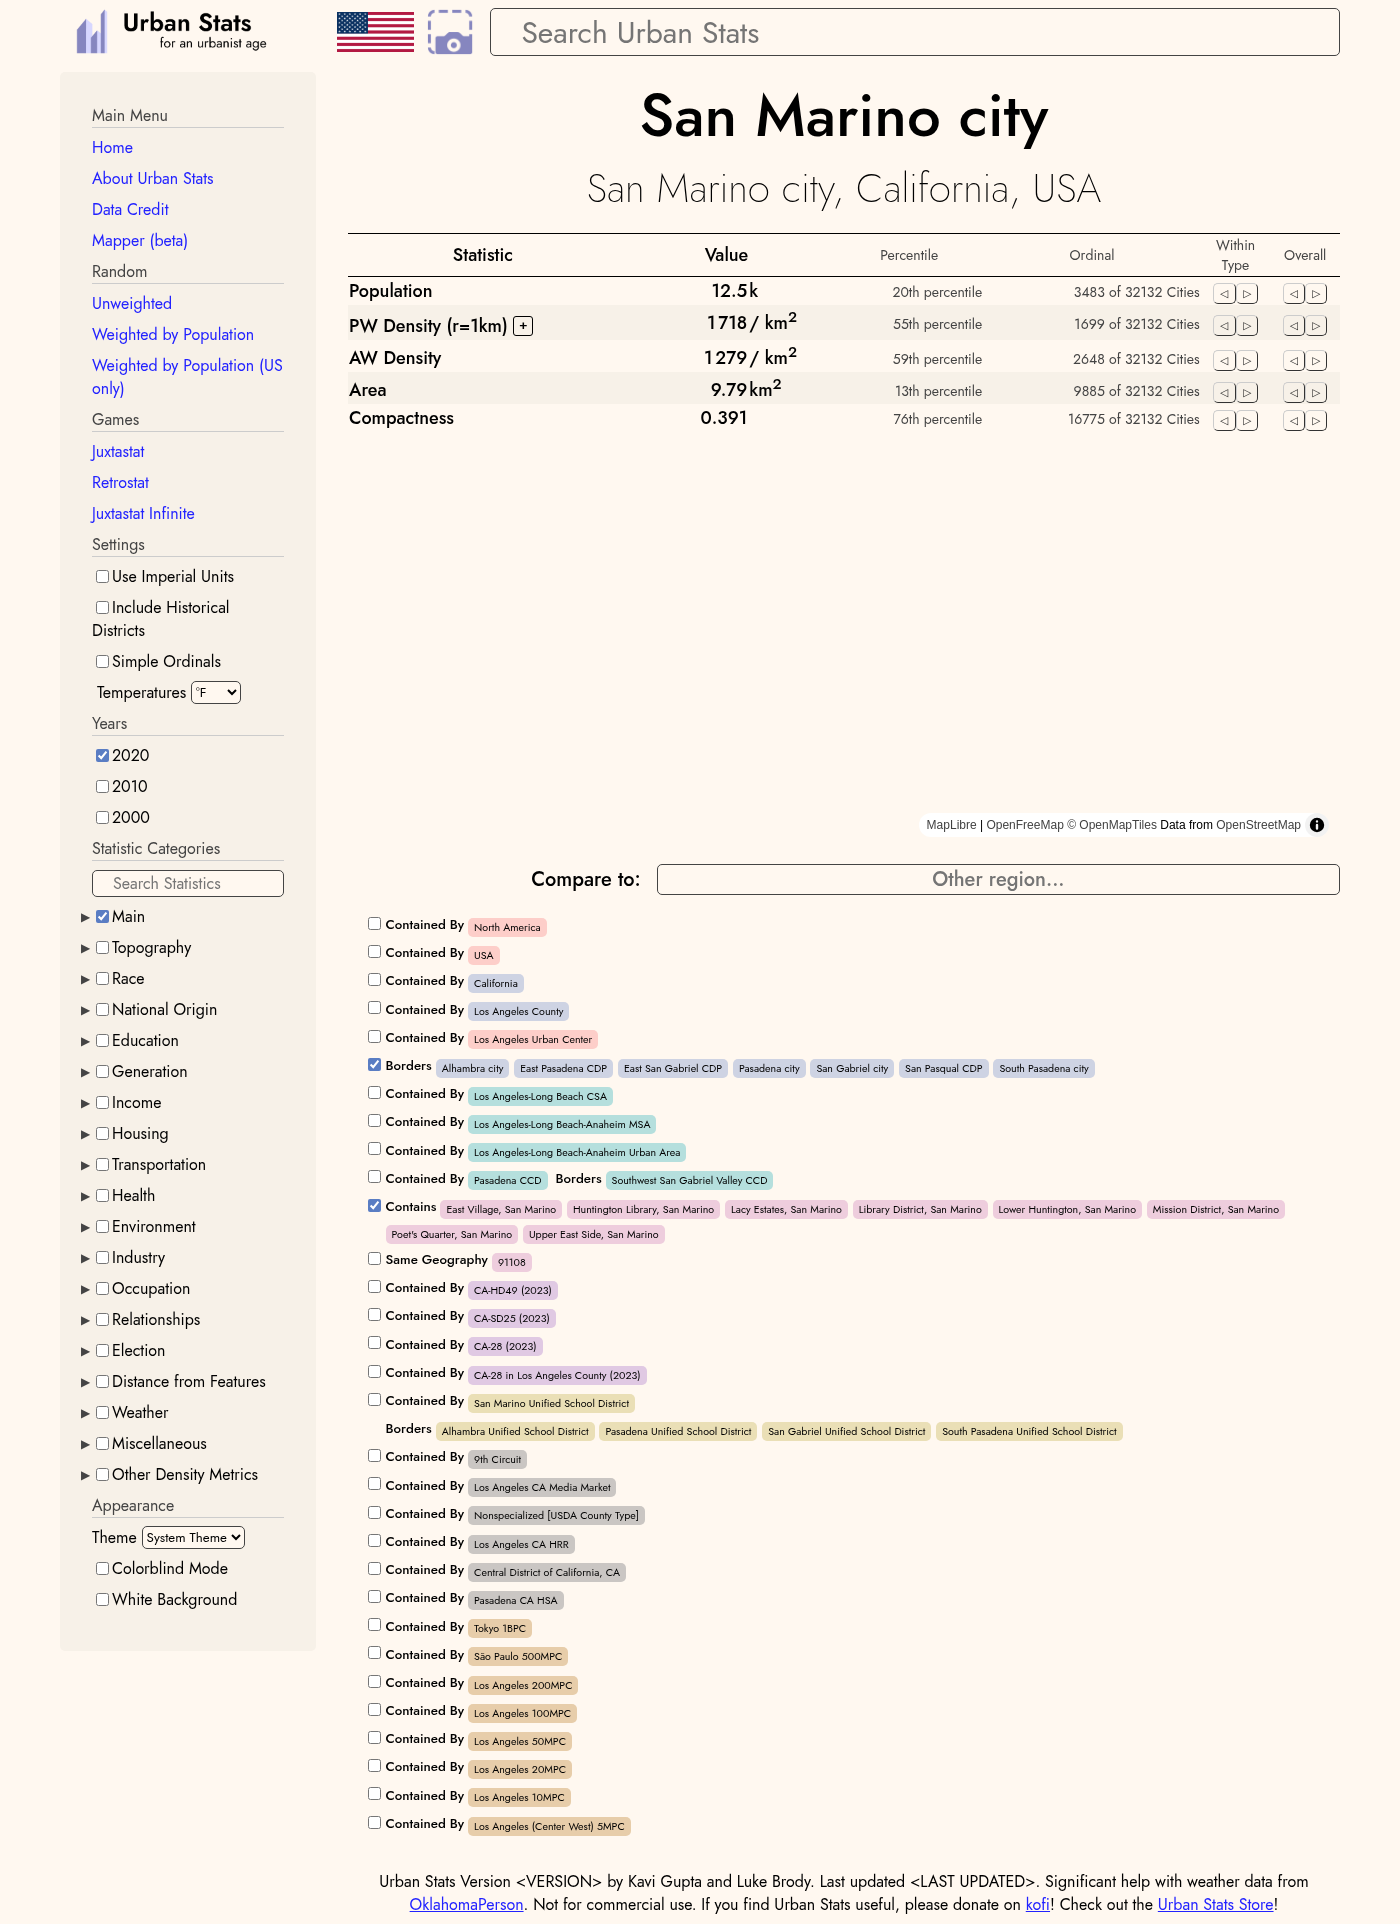 Urban Stats
for an urbanist age
Search Urban Stats
Main Menu
Home
About Urban Stats
Data Credit
Mapper (beta)
Random
Unweighted
Weighted by Population
Weighted by Population (US
only)
Games
Juxtastat
Retrostat
Juxtastat Infinite
Settings
Use Imperial Units
Include Historical
Districts
Simple Ordinals
Temperatures °F
Years
2020
2010
2000
Statistic Categories
Search Statistics
Main
Topography
Race
National Origin
Education
Generation
Income
Housing
Transportation
Health
Environment
Industry
Occupation
Relationships
Election
Distance from Features
Weather
Miscellaneous
Other Density Metrics
Appearance
Theme System Theme
Colorblind Mode
White Background
San Marino city
San Marino city, California, USA
Statistic Value Percentile Ordinal Within Type Overall
Population 12.5k 20th percentile 3483 of 32132 Cities
PW Density (r=1km) + 1 718 / km² 55th percentile 1699 of 32132 Cities
AW Density 1 279 / km² 59th percentile 2648 of 32132 Cities
Area 9.79 km² 13th percentile 9885 of 32132 Cities
Compactness 0.391 76th percentile 16775 of 32132 Cities
MapLibre | OpenFreeMap © OpenMapTiles Data from OpenStreetMap
Compare to: Other region...
Contained By North America
Contained By USA
Contained By California
Contained By Los Angeles County
Contained By Los Angeles Urban Center
Borders Alhambra city East Pasadena CDP East San Gabriel CDP Pasadena city San Gabriel city San Pasqual CDP South Pasadena city
Contained By Los Angeles-Long Beach CSA
Contained By Los Angeles-Long Beach-Anaheim MSA
Contained By Los Angeles-Long Beach-Anaheim Urban Area
Contained By Pasadena CCD Borders Southwest San Gabriel Valley CCD
Contains East Village, San Marino Huntington Library, San Marino Lacy Estates, San Marino Library District, San Marino Lower Huntington, San Marino Mission District, San Marino
Poet's Quarter, San Marino Upper East Side, San Marino
Same Geography 91108
Contained By CA-HD49 (2023)
Contained By CA-SD25 (2023)
Contained By CA-28 (2023)
Contained By CA-28 in Los Angeles County (2023)
Contained By San Marino Unified School District
Borders Alhambra Unified School District Pasadena Unified School District San Gabriel Unified School District South Pasadena Unified School District
Contained By 9th Circuit
Contained By Los Angeles CA Media Market
Contained By Nonspecialized [USDA County Type]
Contained By Los Angeles CA HRR
Contained By Central District of California, CA
Contained By Pasadena CA HSA
Contained By Tokyo 1BPC
Contained By São Paulo 500MPC
Contained By Los Angeles 200MPC
Contained By Los Angeles 100MPC
Contained By Los Angeles 50MPC
Contained By Los Angeles 20MPC
Contained By Los Angeles 10MPC
Contained By Los Angeles (Center West) 5MPC
Urban Stats Version <VERSION> by Kavi Gupta and Luke Brody. Last updated <LAST UPDATED>. Significant help with weather data from
OklahomaPerson. Not for commercial use. If you find Urban Stats useful, please donate on kofi! Check out the Urban Stats Store!